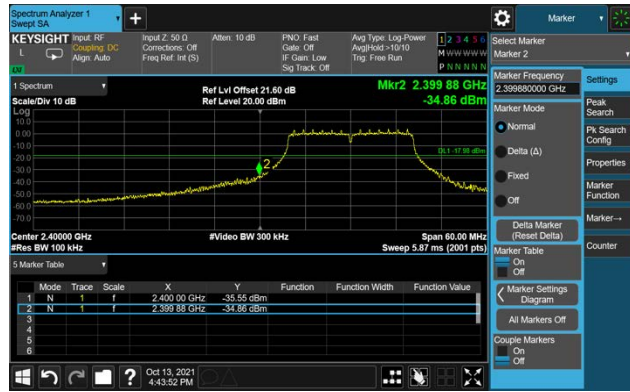 Spectrum Analyzer 1
Swept SA
+
Marker
KEYSIGHT
L
Input: RF
Coupling: DC
Align: Auto
Input Z: 50 Ω
Corrections: Off
Freq Ref: Int (S)
Atten: 10 dB
PNO: Fast
Gate: Off
IF Gain: Low
Sig Track: Off
Avg Type: Log-Power
Avg|Hold:>10/10
Trig: Free Run
1 2 3 4 5 6
M W W W W W
P N N N N N
Select Marker
Marker 2
1 Spectrum
Scale/Div 10 dB
Log
Ref Lvl Offset 21.60 dB
Ref Level 20.00 dBm
Mkr2 2.399 88 GHz
-34.86 dBm
10.0
0.00
-10.0
-20.0
-30.0
-40.0
-50.0
-60.0
-70.0
2
DL1 -17.98 dBm
Center 2.40000 GHz
#Res BW 100 kHz
#Video BW 300 kHz
Span 60.00 MHz
Sweep 5.87 ms (2001 pts)
5 Marker Table
Mode Trace Scale X Y Function Function Width Function Value
1 N 1 f 2.400 00 GHz -35.55 dBm
2 N 1 f 2.399 88 GHz -34.86 dBm
3
4
5
6
Marker Frequency
2.399880000 GHz
Marker Mode
Normal
Delta (Δ)
Fixed
Off
Delta Marker
(Reset Delta)
Marker Table
On
Off
Marker Settings
Diagram
All Markers Off
Couple Markers
On
Off
Settings
Peak
Search
Pk Search
Config
Properties
Marker
Function
Marker→
Counter
?
Oct 13, 2021
4:43:52 PM